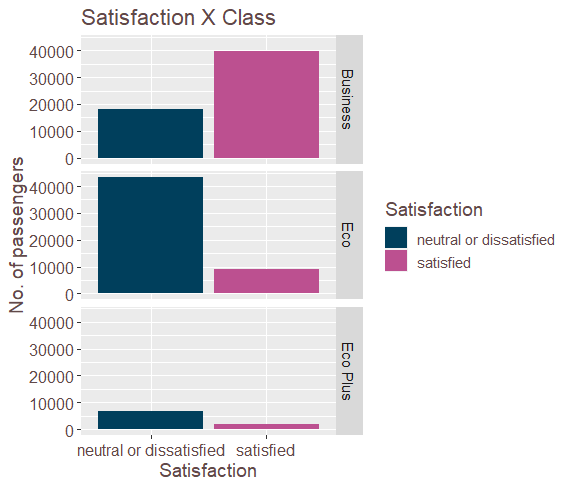 Satisfaction X Class
No. of passengers
40000
30000
20000
10000
0
Business
40000
30000
20000
10000
0
Eco
40000
30000
20000
10000
0
Eco Plus
neutral or dissatisfied satisfied
Satisfaction
Satisfaction
neutral or dissatisfied
satisfied